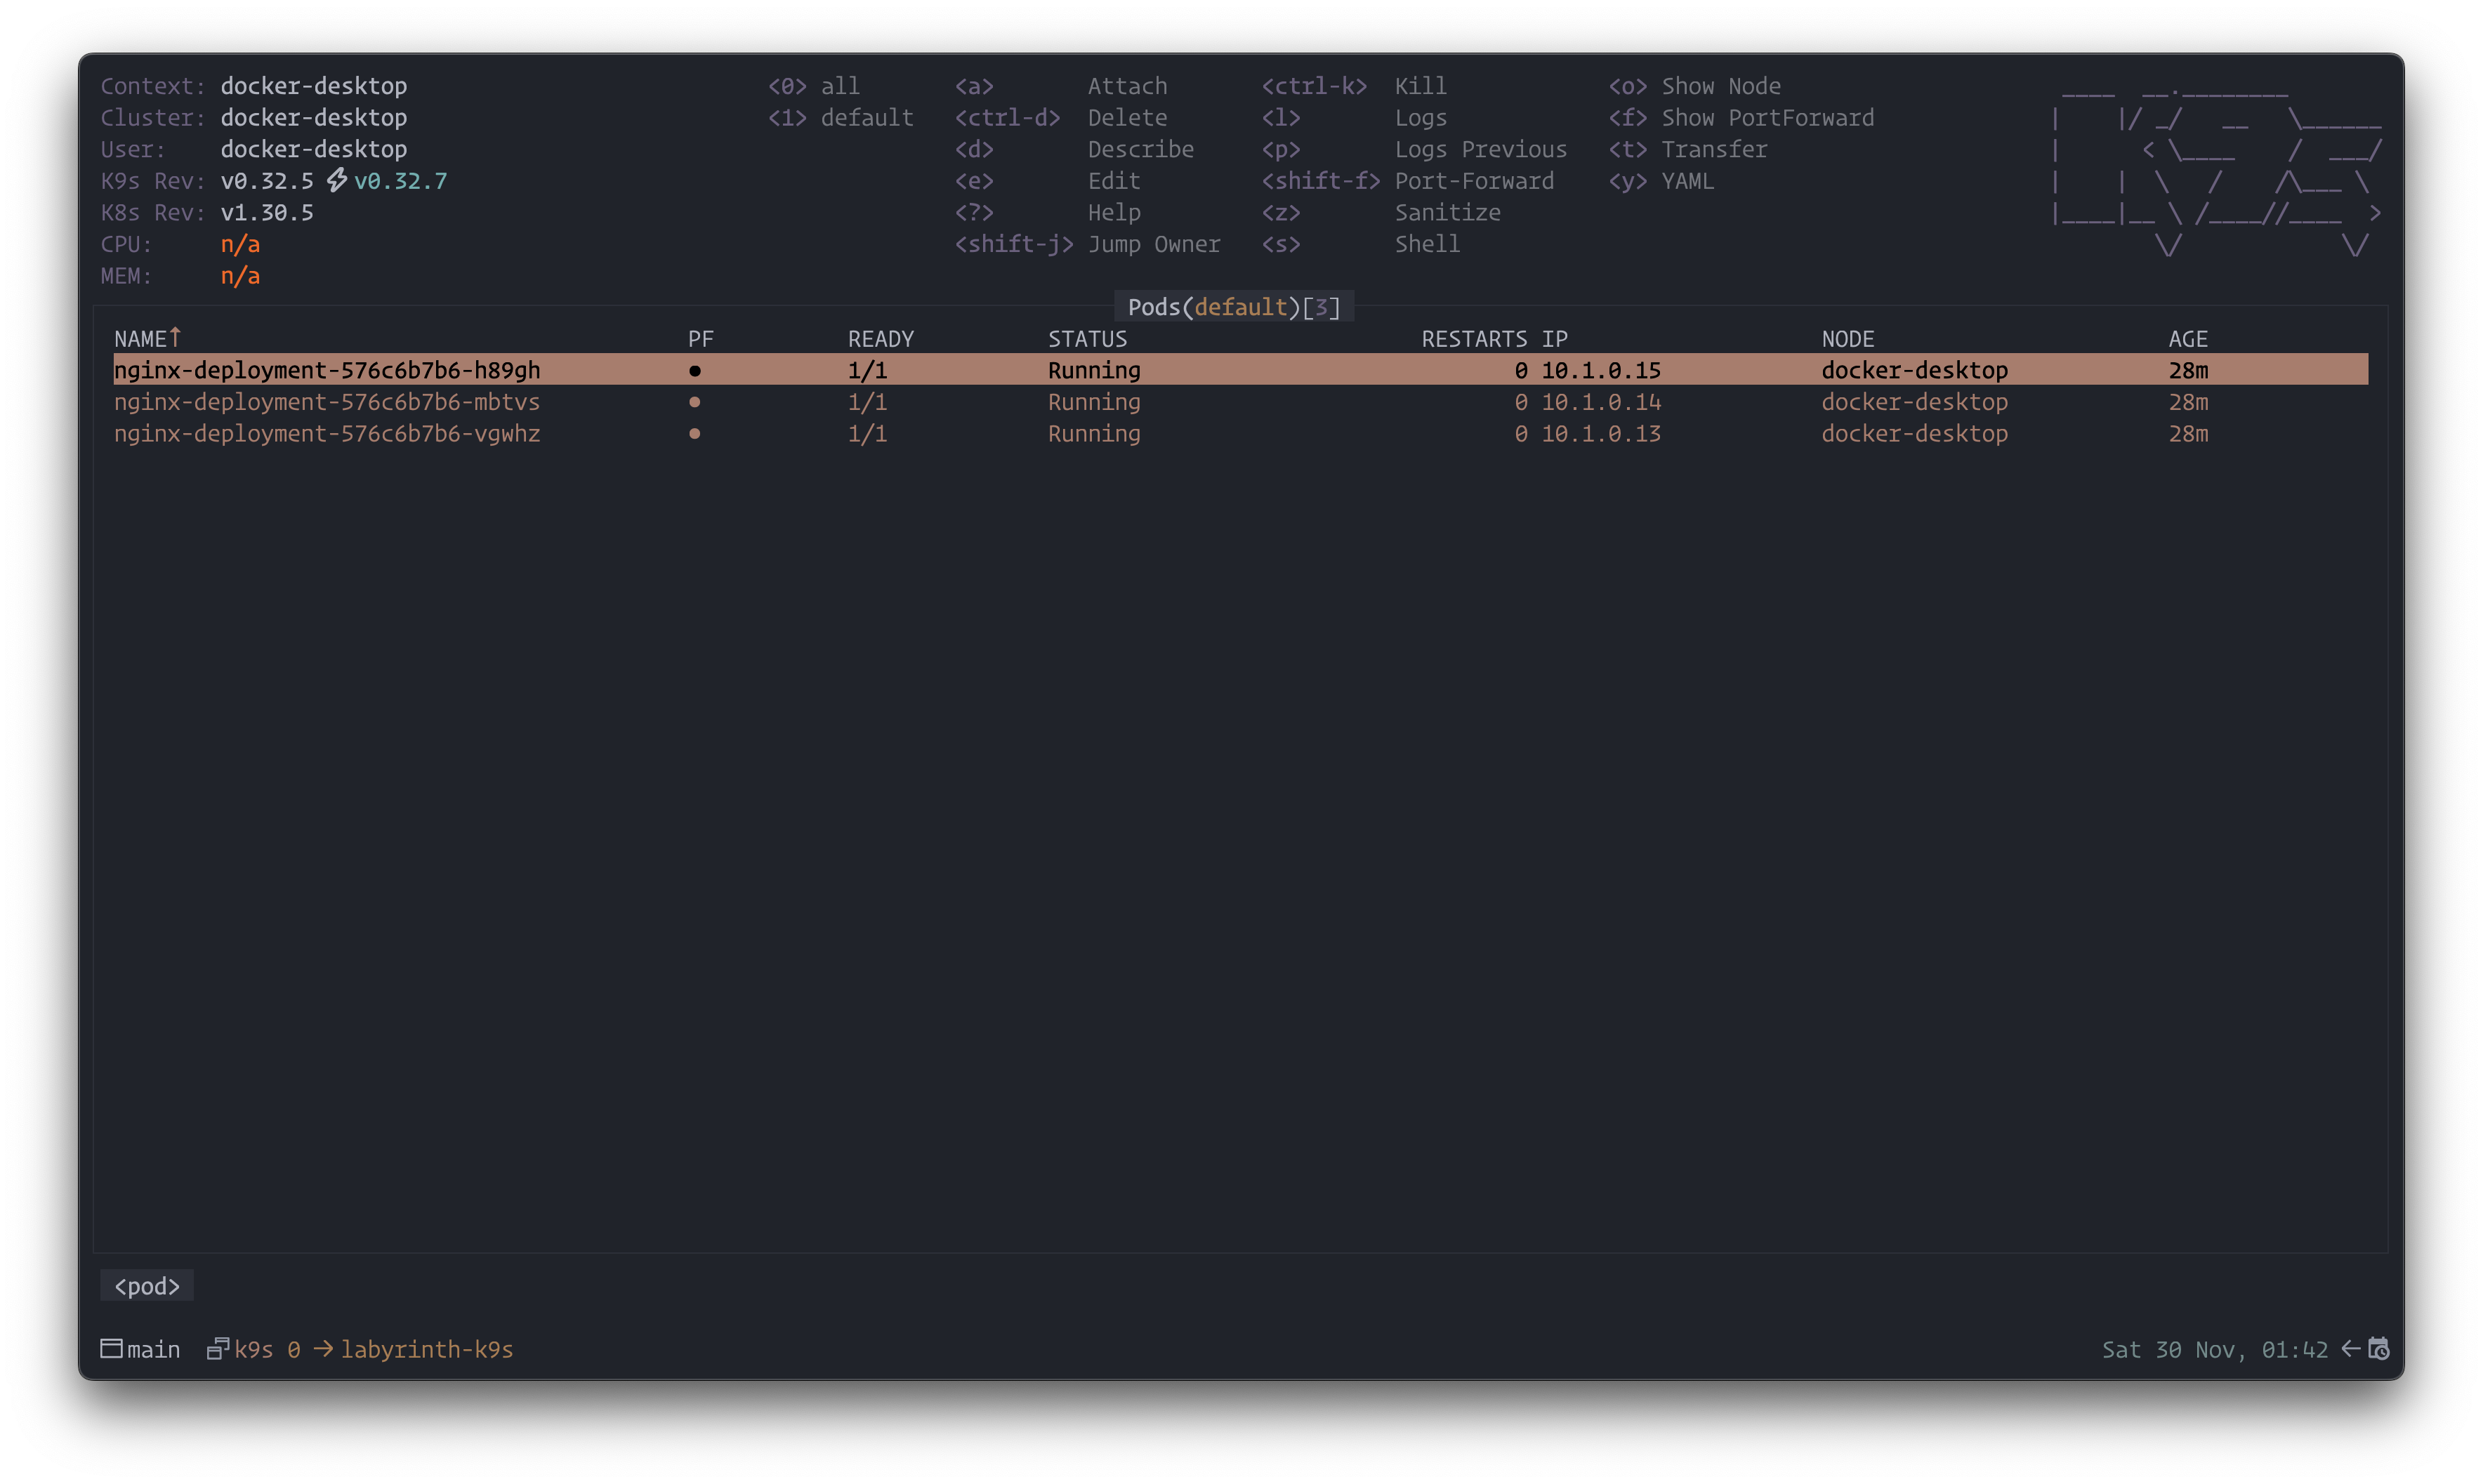 Context: docker-desktop <0> all <a> Attach <ctrl-k> Kill <o> Show Node
Cluster: docker-desktop <1> default <ctrl-d> Delete <l> Logs <f> Show PortForward
User: docker-desktop <d> Describe <p> Logs Previous <t> Transfer
K9s Rev: v0.32.5 ⚡v0.32.7 <e> Edit <shift-f> Port-Forward <y> YAML
K8s Rev: v1.30.5 <?> Help <z> Sanitize
CPU: n/a <shift-j> Jump Owner <s> Shell
MEM: n/a
Pods(default)[3]
NAME↑ PF READY STATUS RESTARTS IP NODE AGE
nginx-deployment-576c6b7b6-h89gh ● 1/1 Running 0 10.1.0.15 docker-desktop 28m
nginx-deployment-576c6b7b6-mbtvs ● 1/1 Running 0 10.1.0.14 docker-desktop 28m
nginx-deployment-576c6b7b6-vgwhz ● 1/1 Running 0 10.1.0.13 docker-desktop 28m
<pod>
main k9s 0 → labyrinth-k9s Sat 30 Nov, 01:42 ←